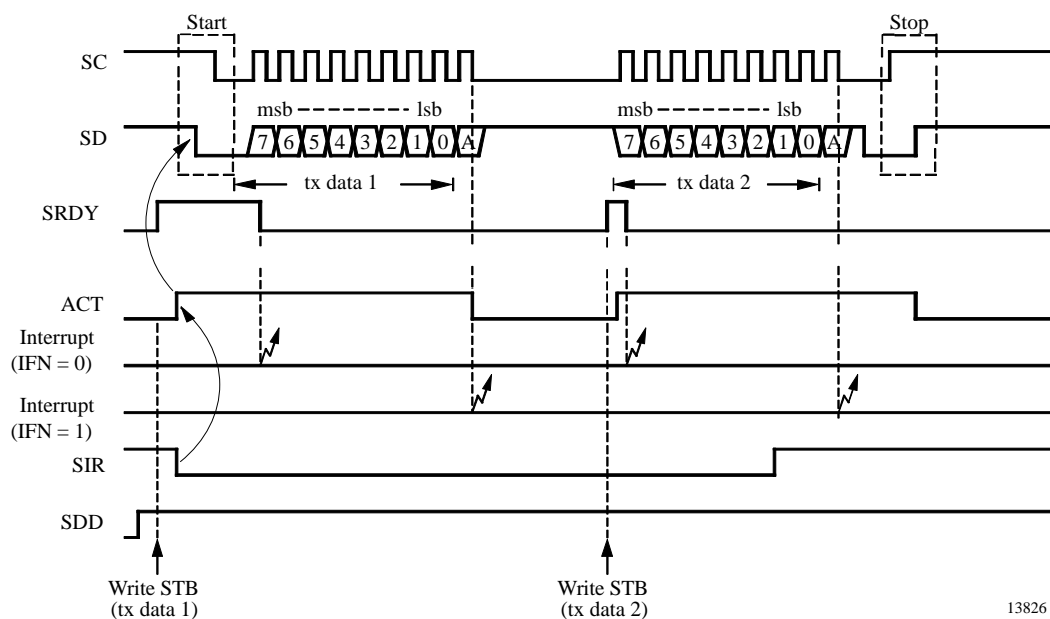 Start
Stop
SC
msb lsb msb lsb
SD
7 6 5 4 3 2 1 0 A 7 6 5 4 3 2 1 0 A
tx data 1 tx data 2
SRDY
ACT
Interrupt
(IFN = 0)
Interrupt
(IFN = 1)
SIR
SDD
Write STB
(tx data 1)
Write STB
(tx data 2)
13826